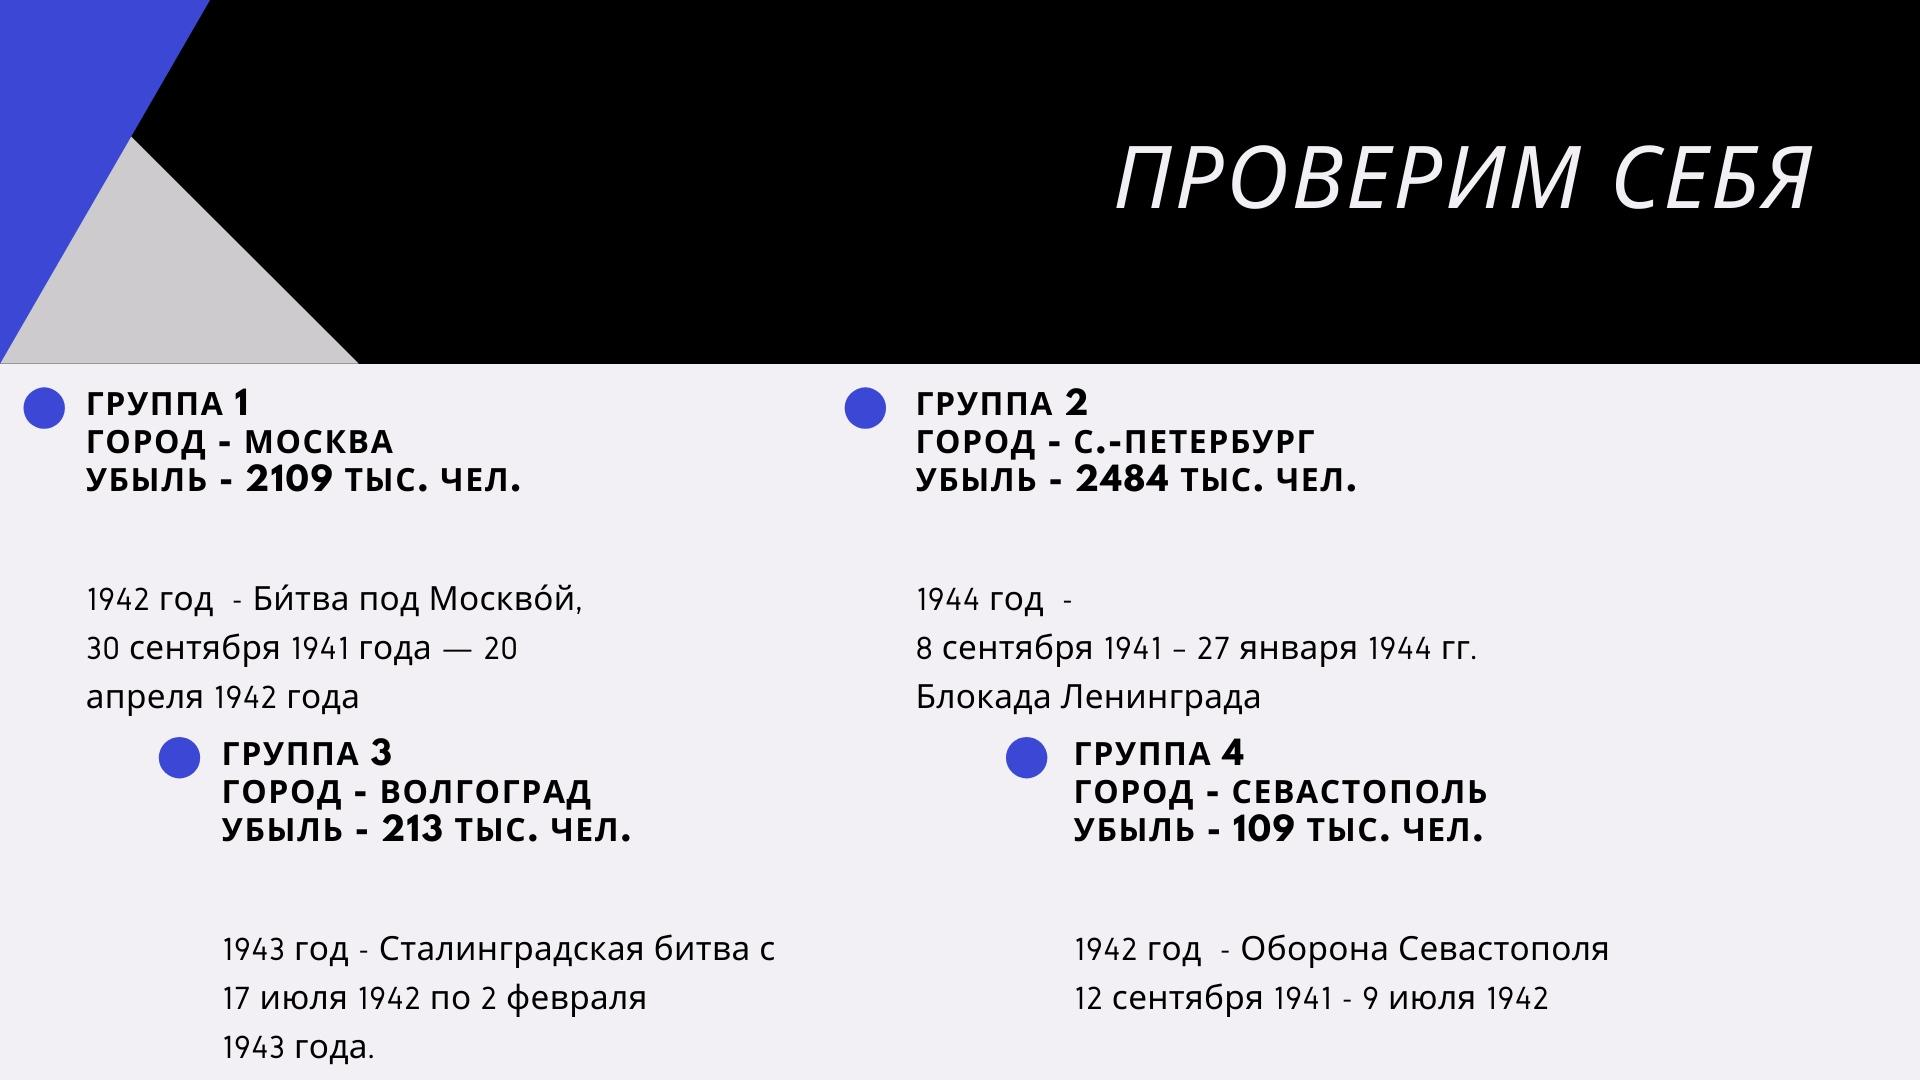 ПРОВЕРИМ СЕБЯ
ГРУППА 1
ГОРОД - МОСКВА
УБЫЛЬ - 2109 ТЫС. ЧЕЛ.
1942 год - Би́тва под Москво́й,
30 сентября 1941 года — 20
апреля 1942 года
ГРУППА 2
ГОРОД - С.-ПЕТЕРБУРГ
УБЫЛЬ - 2484 ТЫС. ЧЕЛ.
1944 год -
8 сентября 1941 – 27 января 1944 гг.
Блокада Ленинграда
ГРУППА 3
ГОРОД - ВОЛГОГРАД
УБЫЛЬ - 213 ТЫС. ЧЕЛ.
1943 год - Сталинградская битва с
17 июля 1942 по 2 февраля
1943 года.
ГРУППА 4
ГОРОД - СЕВАСТОПОЛЬ
УБЫЛЬ - 109 ТЫС. ЧЕЛ.
1942 год - Оборона Севастополя
12 сентября 1941 - 9 июля 1942